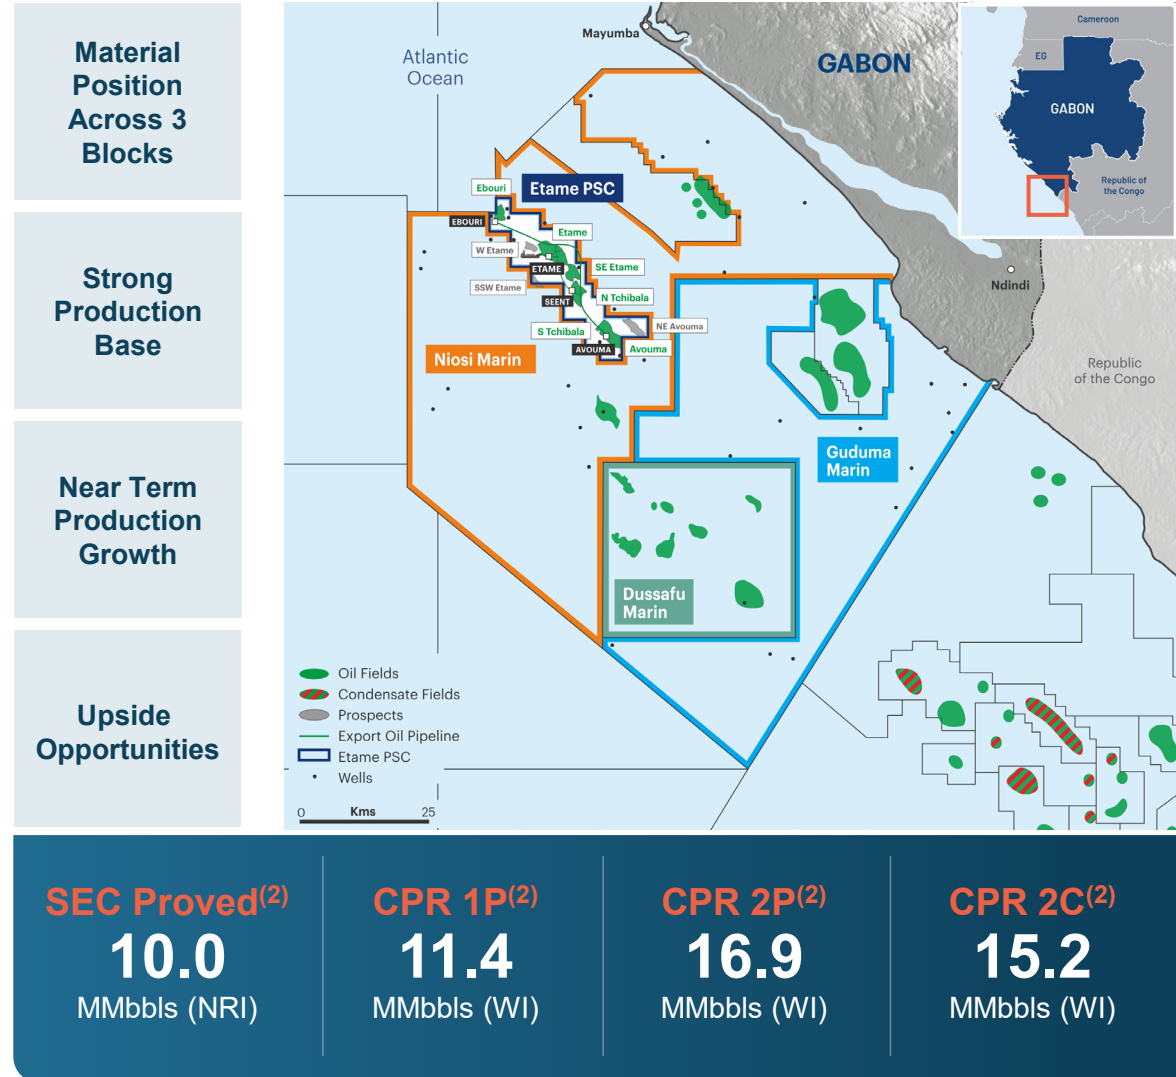 Material
Position
Across 3
Blocks
Strong
Production
Base
Near Term
Production
Growth
Upside
Opportunities
Mayumba
Atlantic
Ocean
GABON
Cameroon
EG
GABON
Republic of
the Congo
Ebouri
Etame PSC
EBOURI
Etame
W Etame
ETAME
SE Etame
SSW Etame
SEENT
N Tchibala
S Tchibala
NE Avouma
AVOUMA
Avouma
Niosi Marin
Ndindi
Republic
of the Congo
Guduma
Marin
Dussafu
Marin
Oil Fields
Condensate Fields
Prospects
Export Oil Pipeline
Etame PSC
Wells
0 Kms 25
SEC Proved(2)
10.0
MMbbls (NRI)
CPR 1P(2)
11.4
MMbbls (WI)
CPR 2P(2)
16.9
MMbbls (WI)
CPR 2C(2)
15.2
MMbbls (WI)